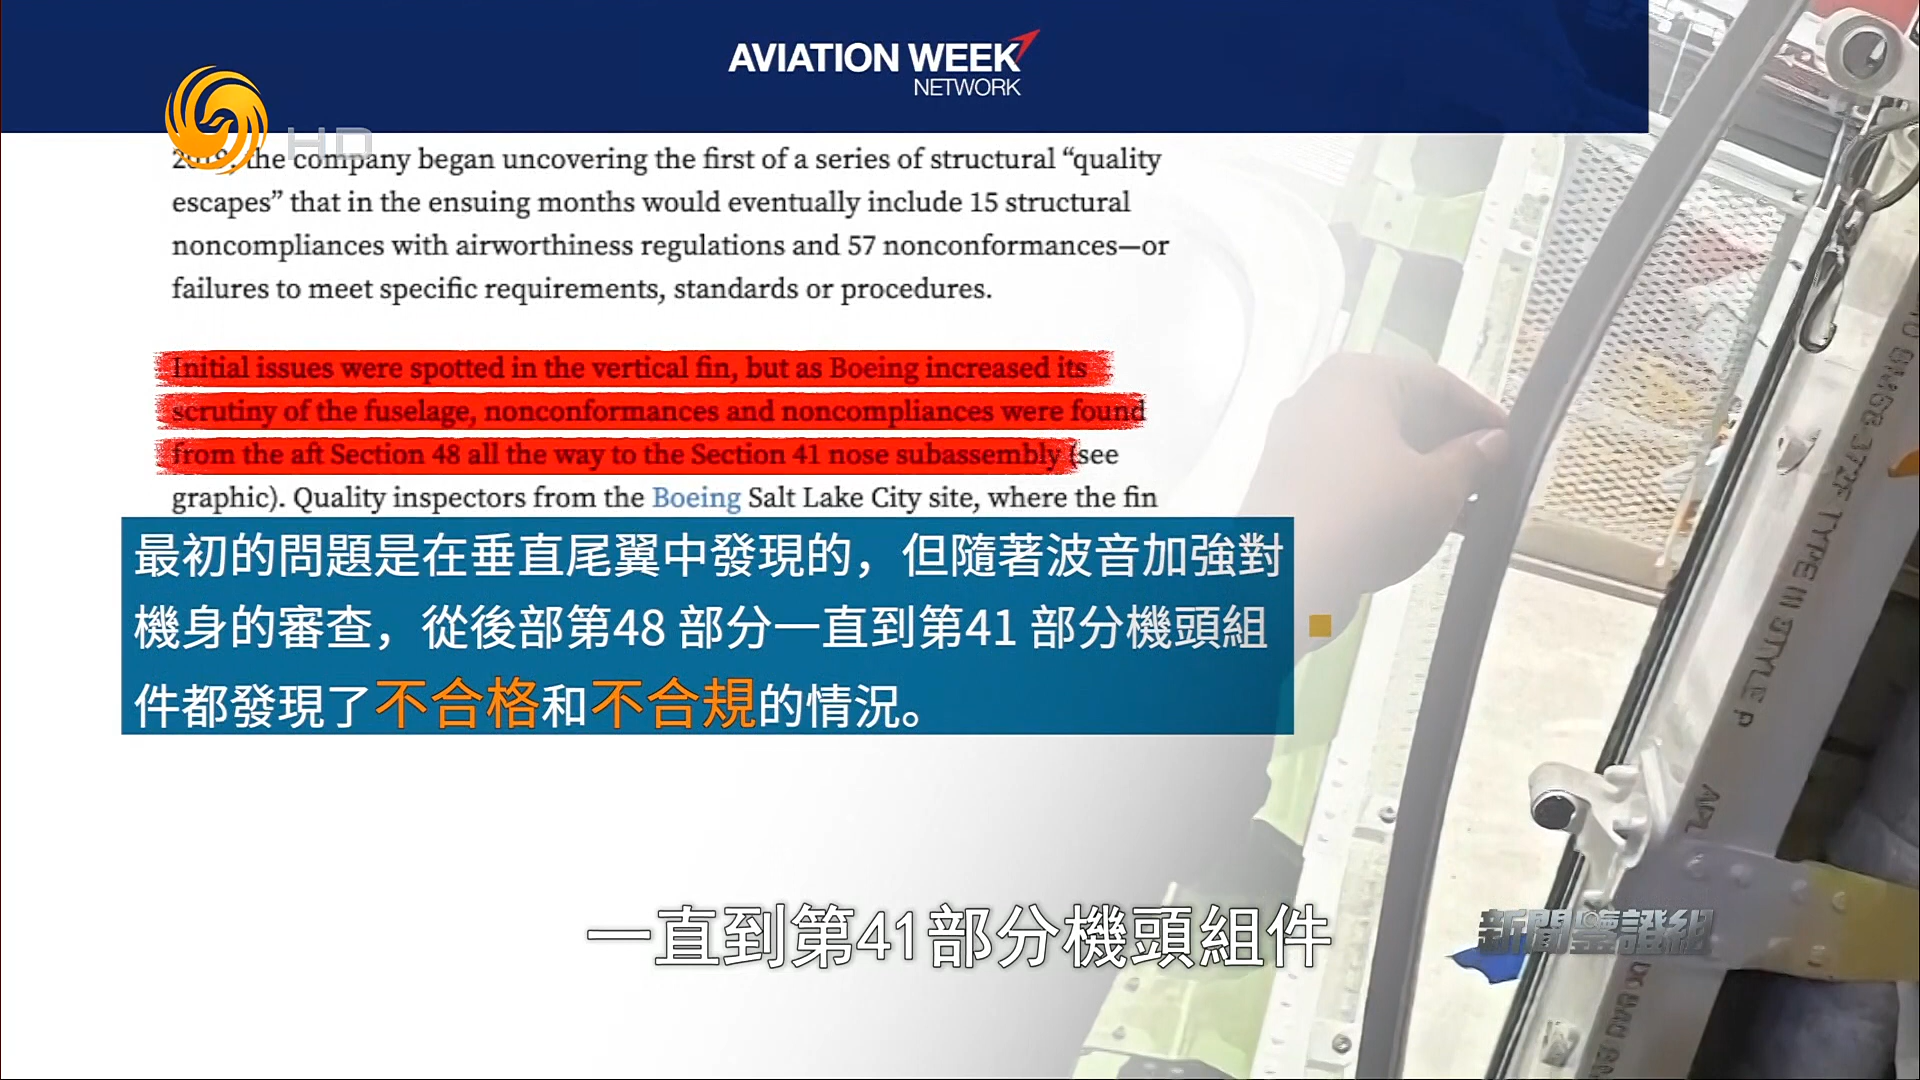 AVIATION WEEK
NETWORK
HD
the company began uncovering the first of a series of structural “quality
escapes” that in the ensuing months would eventually include 15 structural
noncompliances with airworthiness regulations and 57 nonconformances—or
failures to meet specific requirements, standards or procedures.
Initial issues were spotted in the vertical fin, but as Boeing increased its
scrutiny of the fuselage, nonconformances and noncompliances were found
from the aft Section 48 all the way to the Section 41 nose subassembly (see
graphic). Quality inspectors from the Boeing Salt Lake City site, where the fin
最初的問題是在垂直尾翼中發現的，但隨著波音加強對
機身的審查，從後部第48 部分一直到第41 部分機頭組
件都發現了不合格和不合規的情況。
一直到第41部分機頭組件
新聞鑒證組